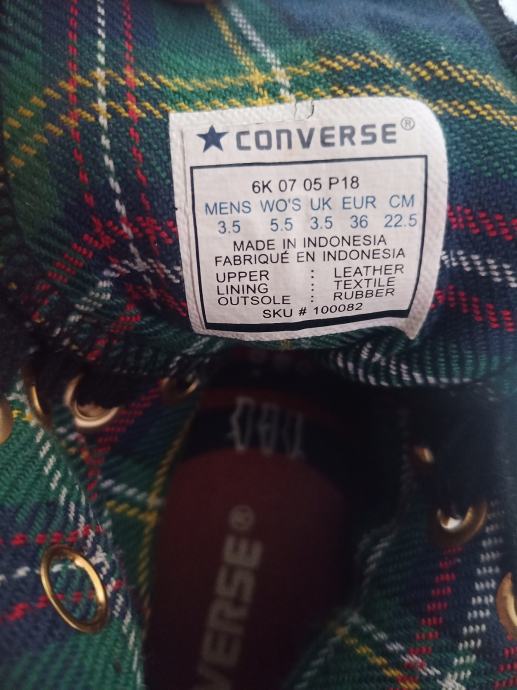 ★CONVERSE®
6K 07 05 P18
MENS WO'S UK EUR CM
3.5 5.5 3.5 36 22.5
MADE IN INDONESIA
FABRIQUÉ EN INDONESIA
UPPER : LEATHER
LINING : TEXTILE
OUTSOLE : RUBBER
SKU # 100082
VERSE®